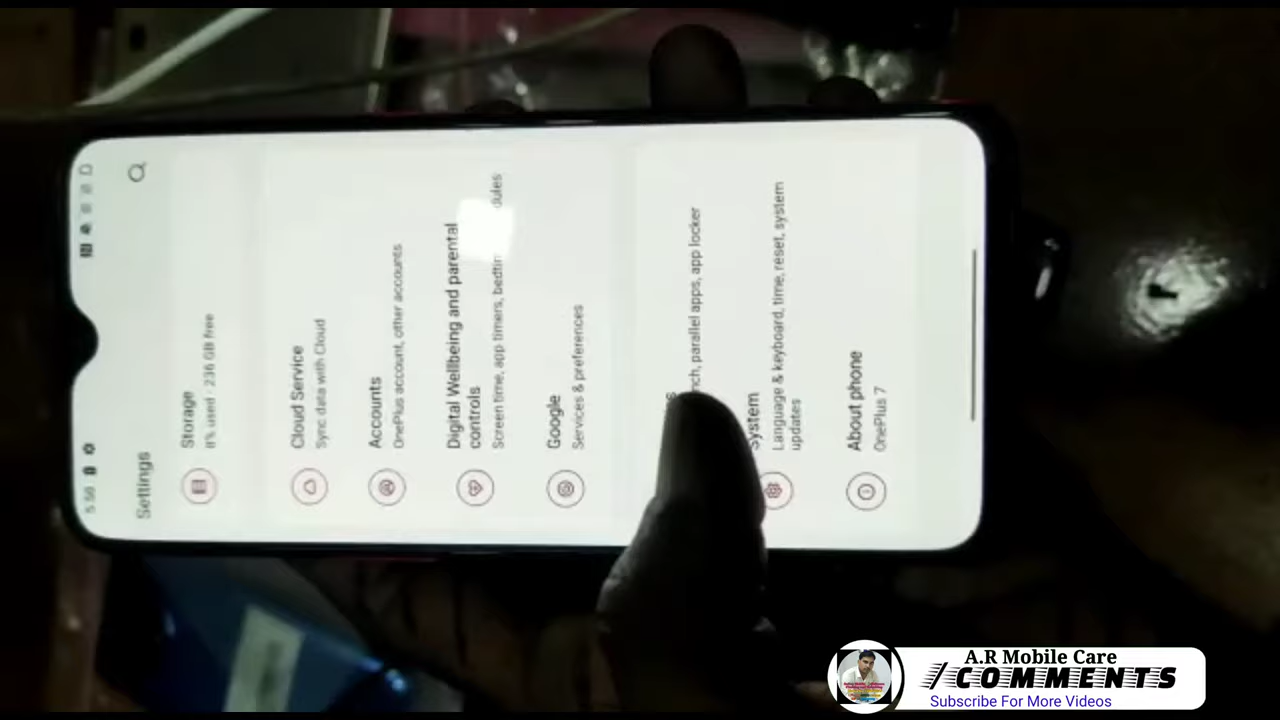 5:50
Settings
Storage
8% used - 236 GB free
Cloud Service
Sync data with Cloud
Accounts
OnePlus account, other accounts
Digital Wellbeing and parental
controls
Screen time, app timers,
Google
Services & preferences
parallel apps, app locker
System
Language & keyboard, time, reset, system
updates
About phone
OnePlus 7
A.R Mobile Care
/COMMENTS
Subscribe For More Videos